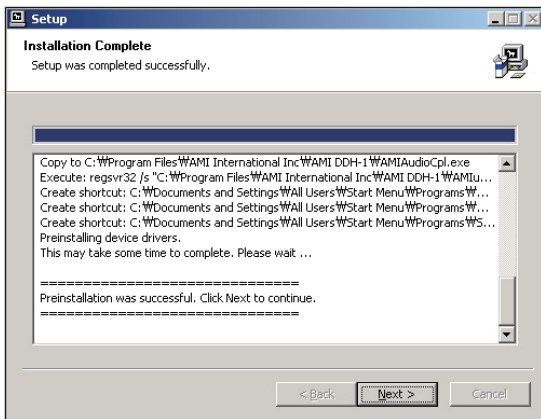 Setup
Installation Complete
Setup was completed successfully.
Copy to C:₩Program Files₩AMI International Inc₩AMI DDH-1₩AMIAudioCpl.exe
Execute: regsvr32 /s "C:₩Program Files₩AMI International Inc₩AMI DDH-1₩AMIu...
Create shortcut: C:₩Documents and Settings₩All Users₩Start Menu₩Programs₩...
Create shortcut: C:₩Documents and Settings₩All Users₩Start Menu₩Programs₩...
Create shortcut: C:₩Documents and Settings₩All Users₩Start Menu₩Programs₩S...
Preinstalling device drivers.
This may take some time to complete. Please wait ...
==============================
Preinstallation was successful. Click Next to continue.
==============================
< Back
Next >
Cancel